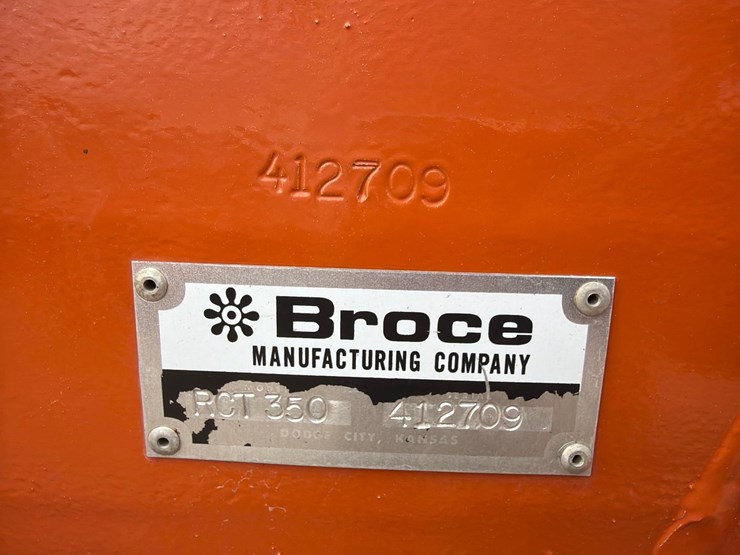 412709
Broce
MANUFACTURING COMPANY
RCT 350 412709
DODGE CITY, KANSAS